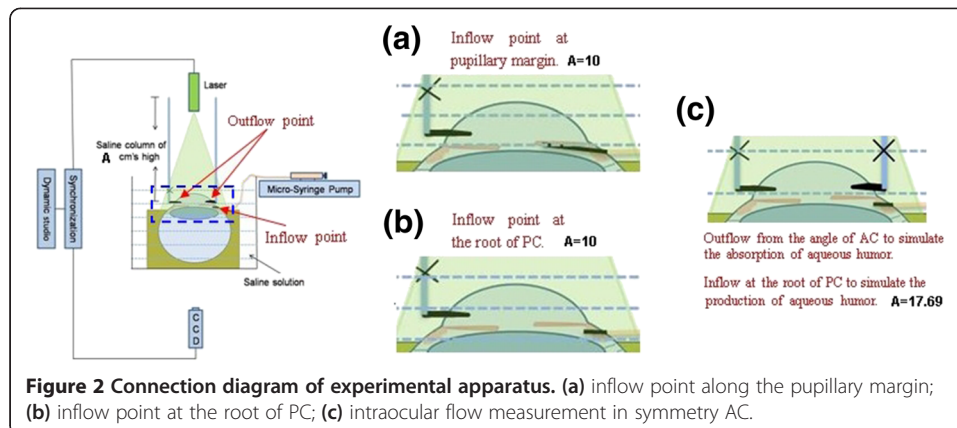 Laser
Outflow point
Saline column of
A cm's high
Micro-Syringe Pump
Inflow point
Saline solution
Dynamic studio
Synchronization
C
C
D
(a)
Inflow point at
pupillary margin. A=10
(b)
Inflow point at
the root of PC. A=10
(c)
Outflow from the angle of AC to simulate
the absorption of aqueous humor.
Inflow at the root of PC to simulate the
production of aqueous humor. A=17.69
Figure 2 Connection diagram of experimental apparatus. (a) inflow point along the pupillary margin;
(b) inflow point at the root of PC; (c) intraocular flow measurement in symmetry AC.